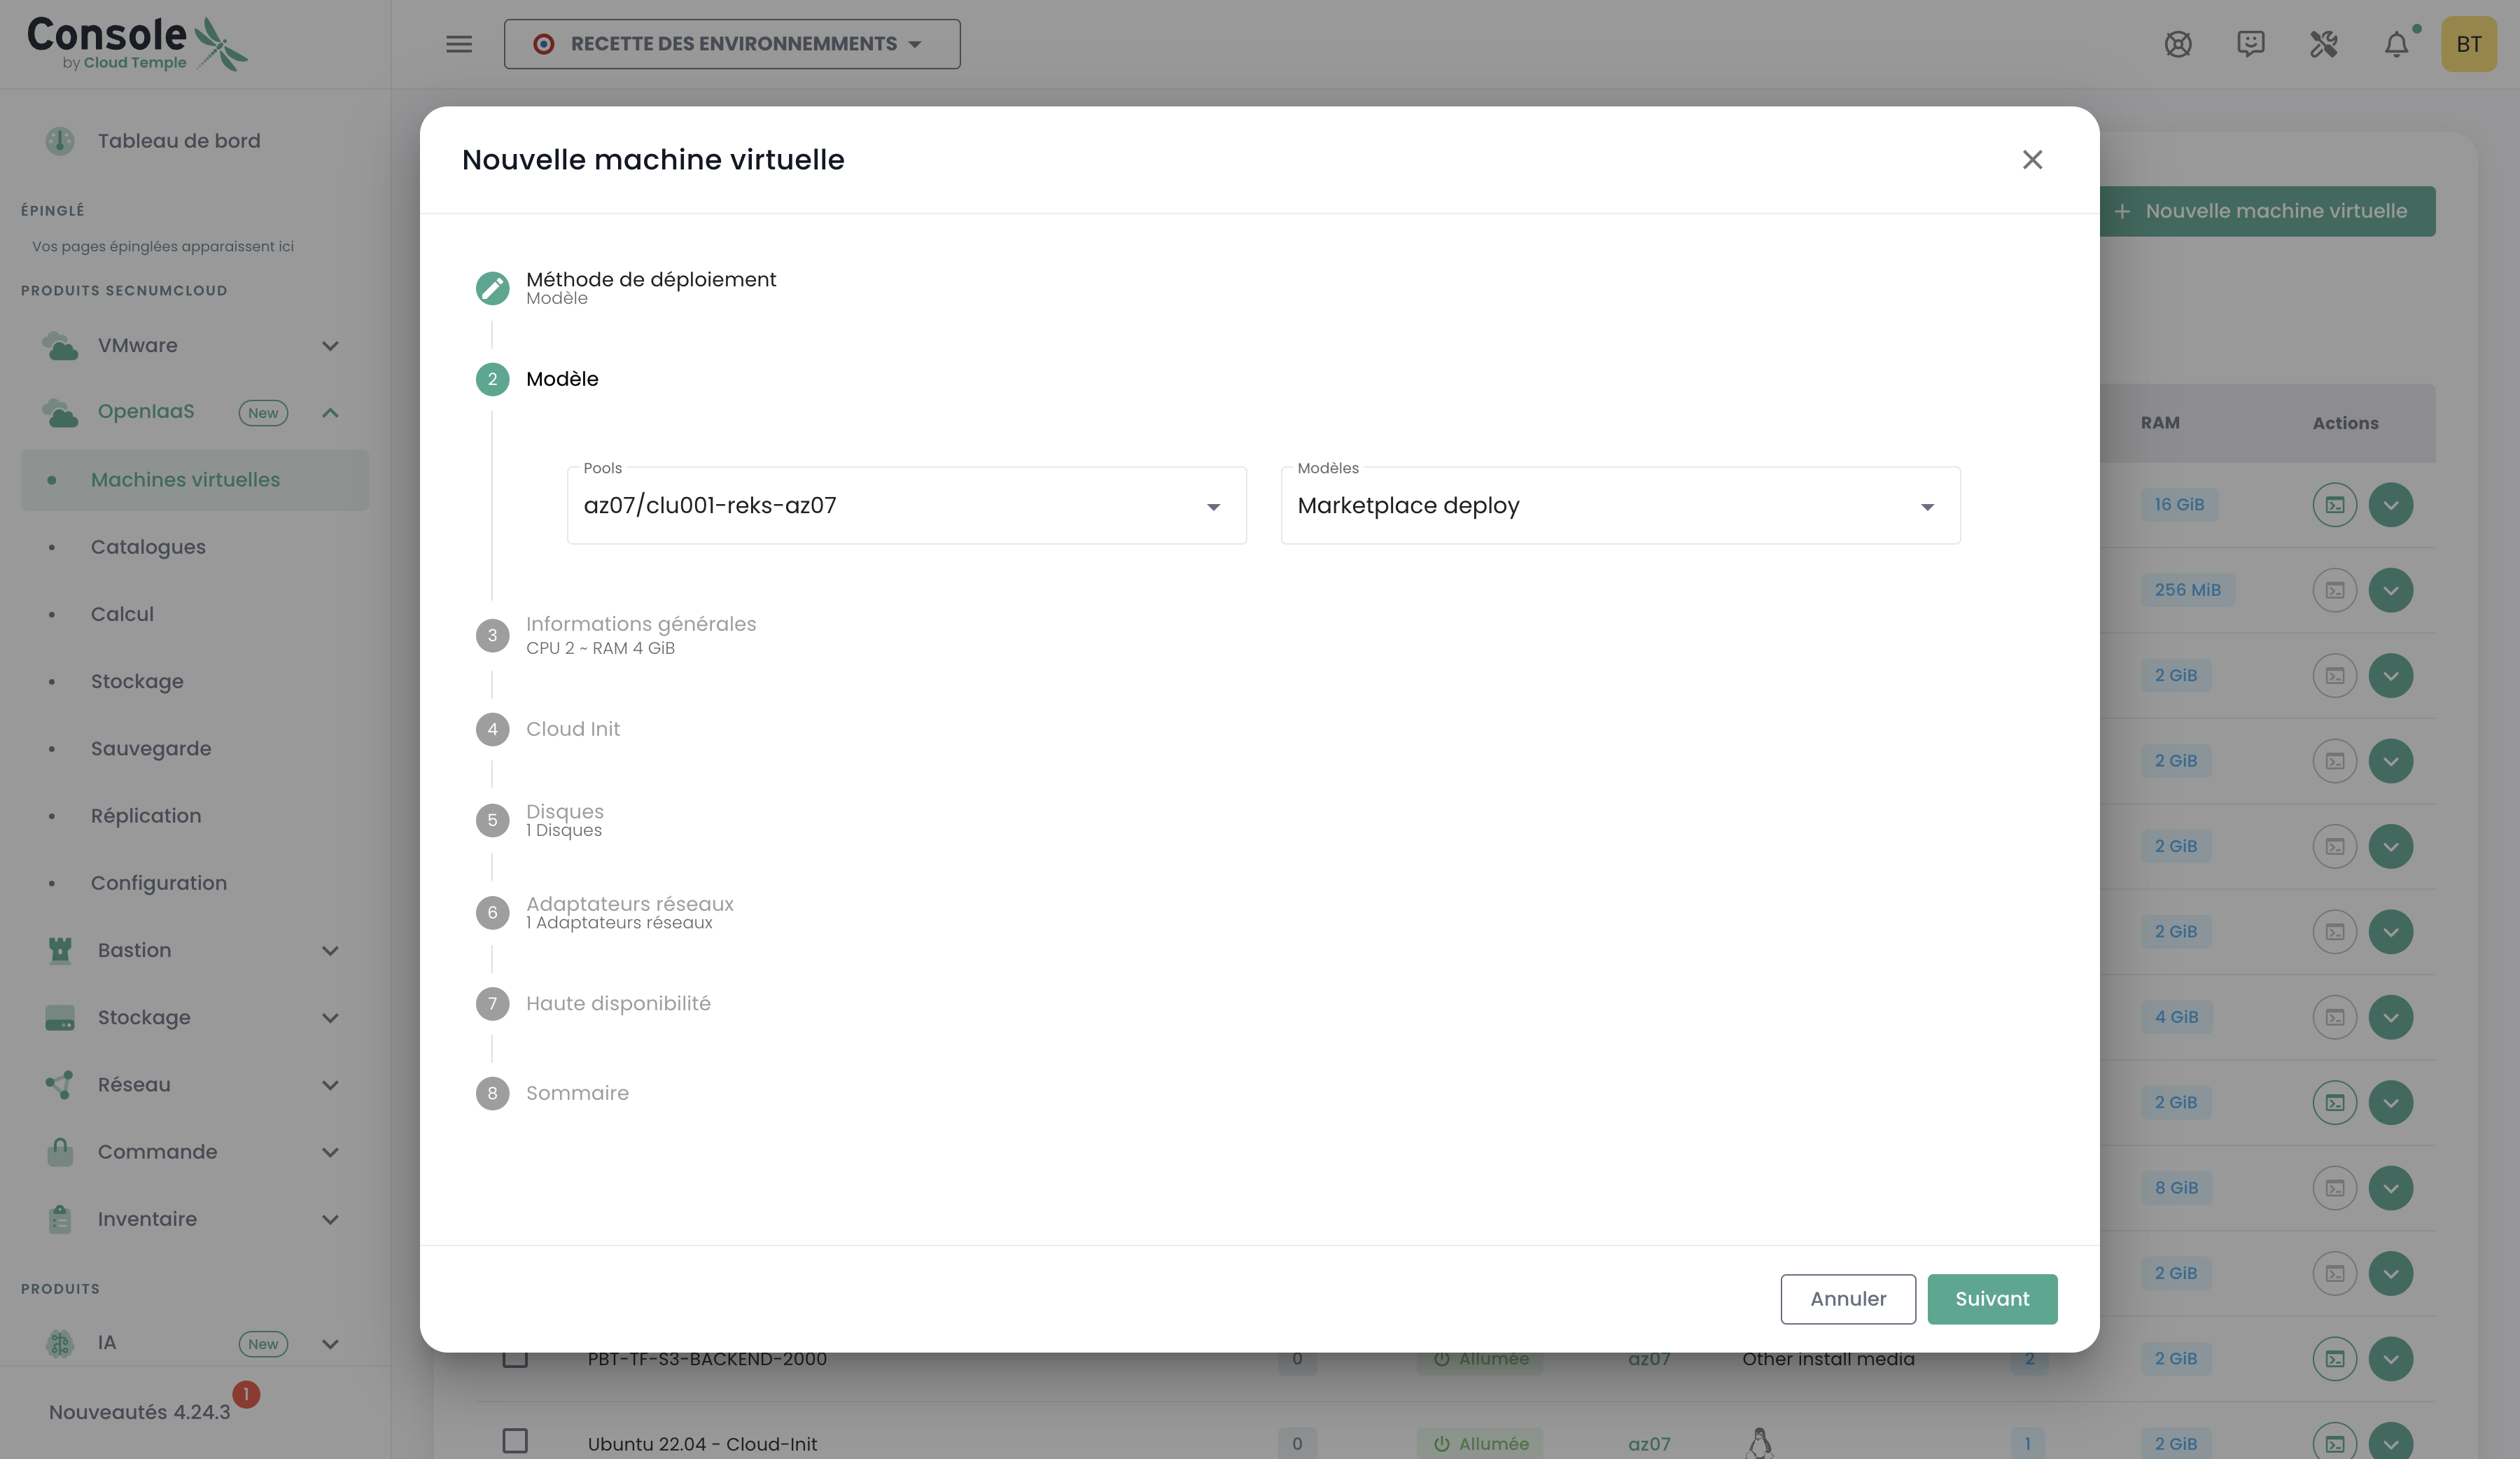 Console
by Cloud Temple
RECETTE DES ENVIRONNEMMENTS
BT
Tableau de bord
ÉPINGLÉ
Vos pages épinglées apparaissent ici
PRODUITS SECNUMCLOUD
VMware
OpenIaaS New
Machines virtuelles
Catalogues
Calcul
Stockage
Sauvegarde
Réplication
Configuration
Bastion
Stockage
Réseau
Commande
Inventaire
PRODUITS
IA New
Nouveautés 4.24.3 1
Nouvelle machine virtuelle
Méthode de déploiement
Modèle
2 Modèle
Pools
az07/clu001-reks-az07
Modèles
Marketplace deploy
3 Informations générales
CPU 2 ~ RAM 4 GiB
4 Cloud Init
5 Disques
1 Disques
6 Adaptateurs réseaux
1 Adaptateurs réseaux
7 Haute disponibilité
8 Sommaire
Annuler Suivant
+ Nouvelle machine virtuelle
RAM Actions
16 GiB
256 MiB
2 GiB
2 GiB
2 GiB
2 GiB
4 GiB
2 GiB
8 GiB
2 GiB
PBT-TF-S3-BACKEND-2000 0 Allumée az07 Other install media 2 2 GiB
Ubuntu 22.04 - Cloud-Init 0 Allumée az07 1 2 GiB